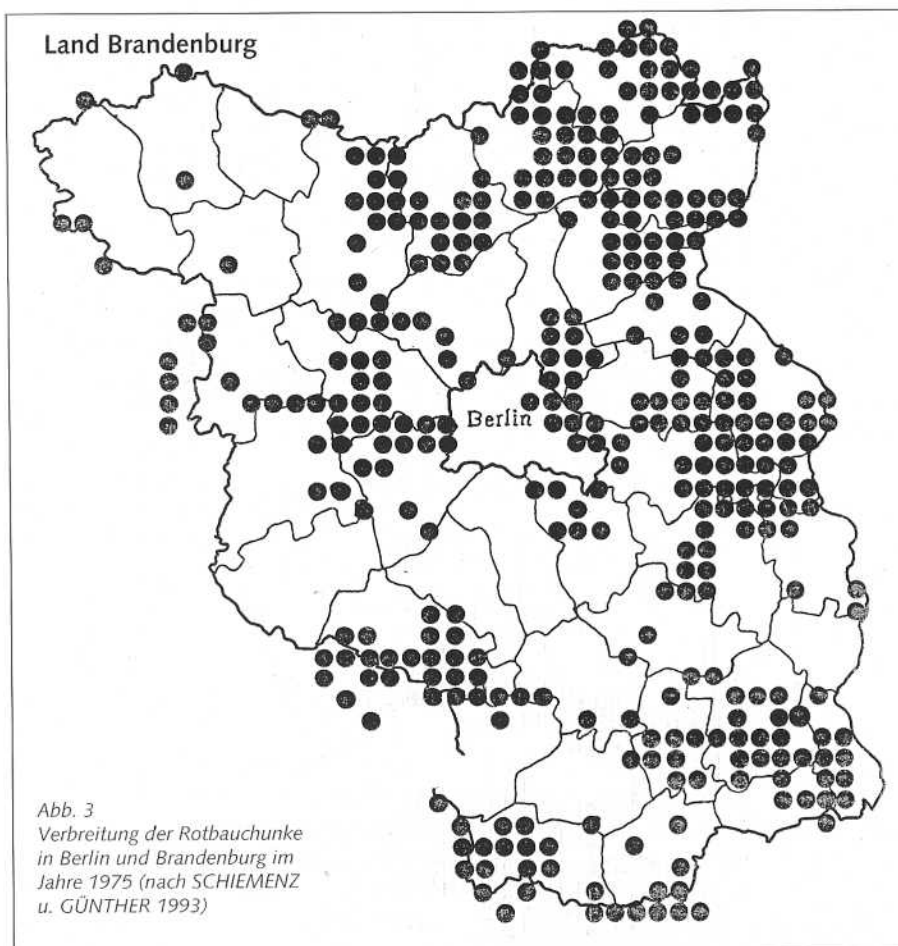 Land Brandenburg
Berlin
Abb. 3
Verbreitung der Rotbauchunke
in Berlin und Brandenburg im
Jahre 1975 (nach SCHIEMENZ
u. GÜNTHER 1993)